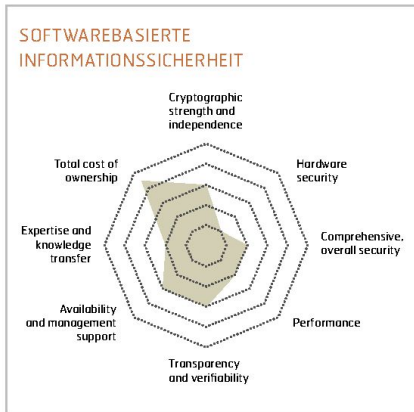 SOFTWAREBASIERTE
INFORMATIONSSICHERHEIT
Cryptographic
strength and
independence
Total cost of
ownership
Hardware
security
Expertise and
knowledge
transfer
Comprehensive,
overall security
Availability
and management
support
Performance
Transparency
and verifiability